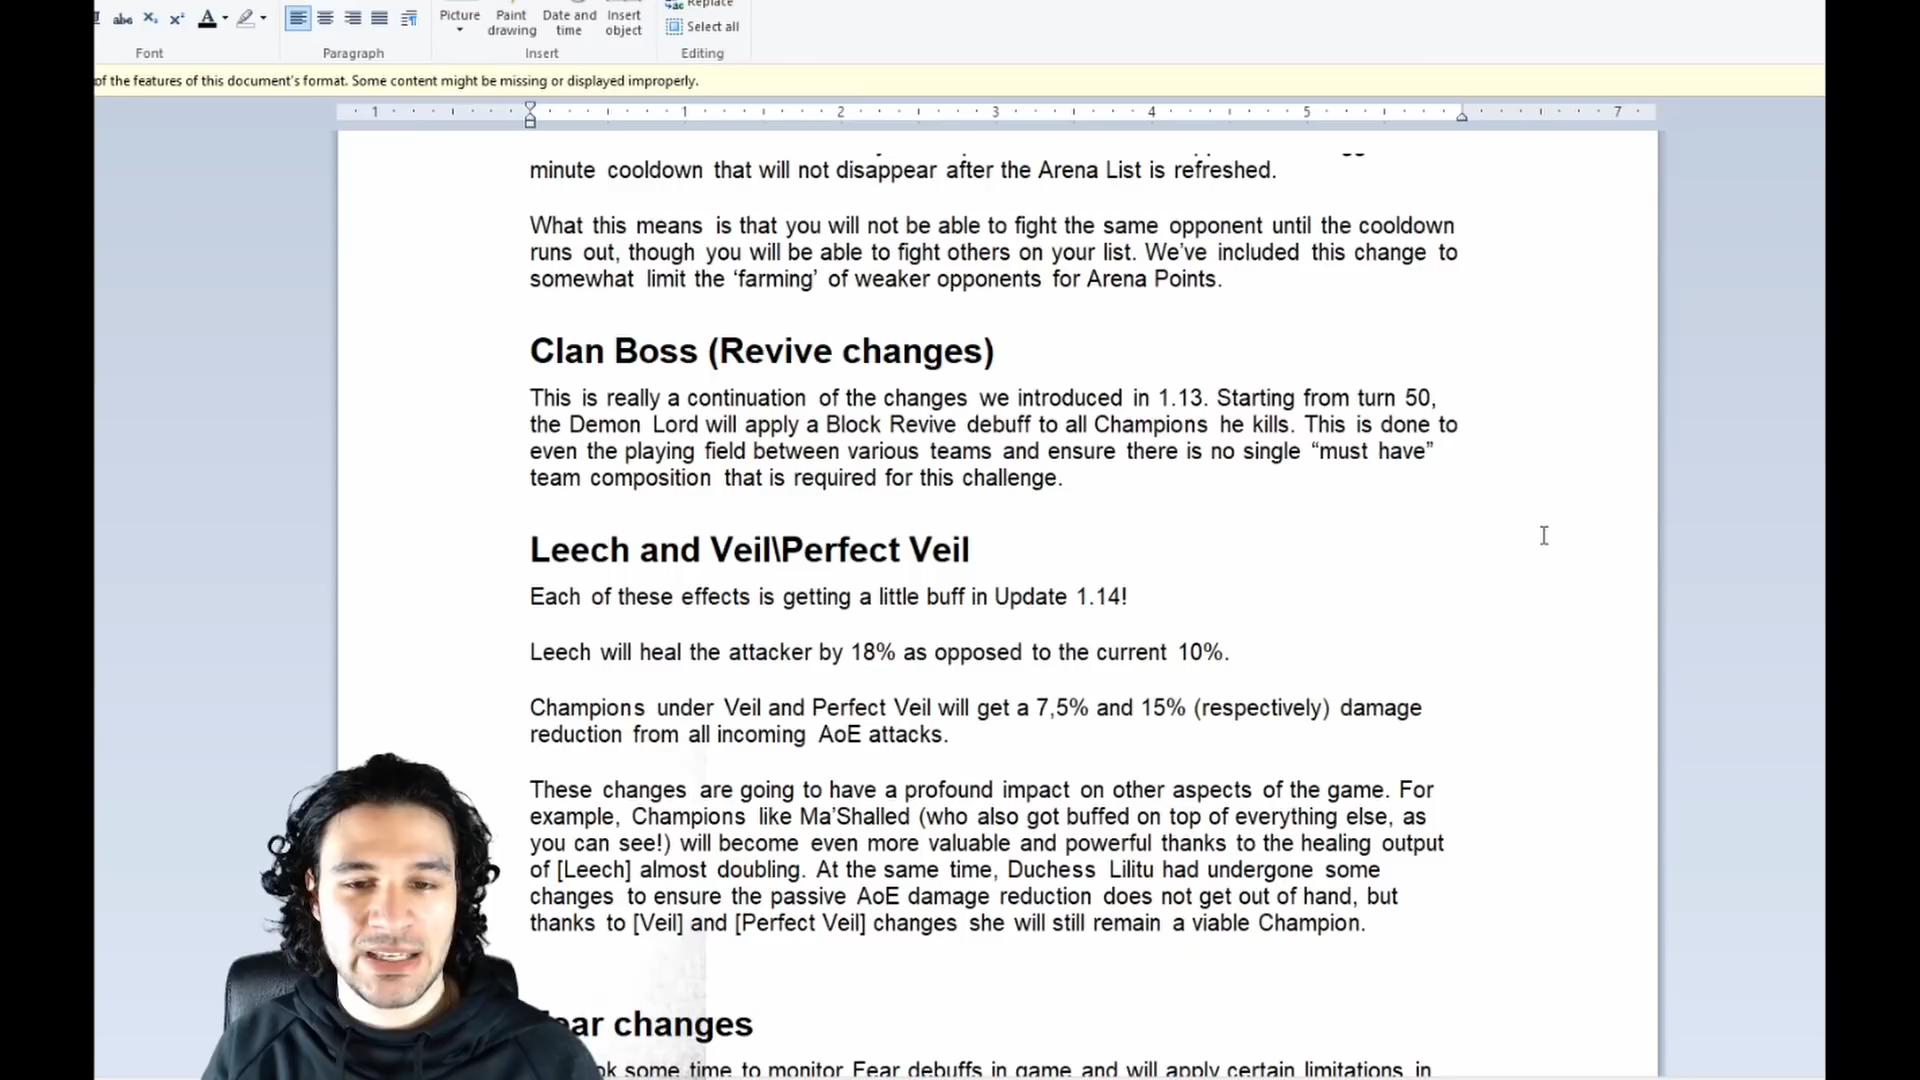 abc X₂ X² A
Replace
Picture Paint drawing Date and time Insert object Select all
Font Paragraph Insert Editing
of the features of this document's format. Some content might be missing or displayed improperly.
1 1 2 3 4 5 7
minute cooldown that will not disappear after the Arena List is refreshed.
What this means is that you will not be able to fight the same opponent until the cooldown
runs out, though you will be able to fight others on your list. We've included this change to
somewhat limit the 'farming' of weaker opponents for Arena Points.
Clan Boss (Revive changes)
This is really a continuation of the changes we introduced in 1.13. Starting from turn 50,
the Demon Lord will apply a Block Revive debuff to all Champions he kills. This is done to
even the playing field between various teams and ensure there is no single “must have”
team composition that is required for this challenge.
Leech and Veil\Perfect Veil
Each of these effects is getting a little buff in Update 1.14!
Leech will heal the attacker by 18% as opposed to the current 10%.
Champions under Veil and Perfect Veil will get a 7,5% and 15% (respectively) damage
reduction from all incoming AoE attacks.
These changes are going to have a profound impact on other aspects of the game. For
example, Champions like Ma'Shalled (who also got buffed on top of everything else, as
you can see!) will become even more valuable and powerful thanks to the healing output
of [Leech] almost doubling. At the same time, Duchess Lilitu had undergone some
changes to ensure the passive AoE damage reduction does not get out of hand, but
thanks to [Veil] and [Perfect Veil] changes she will still remain a viable Champion.
ear changes
ok some time to monitor Fear debuffs in game and will apply certain limitations in